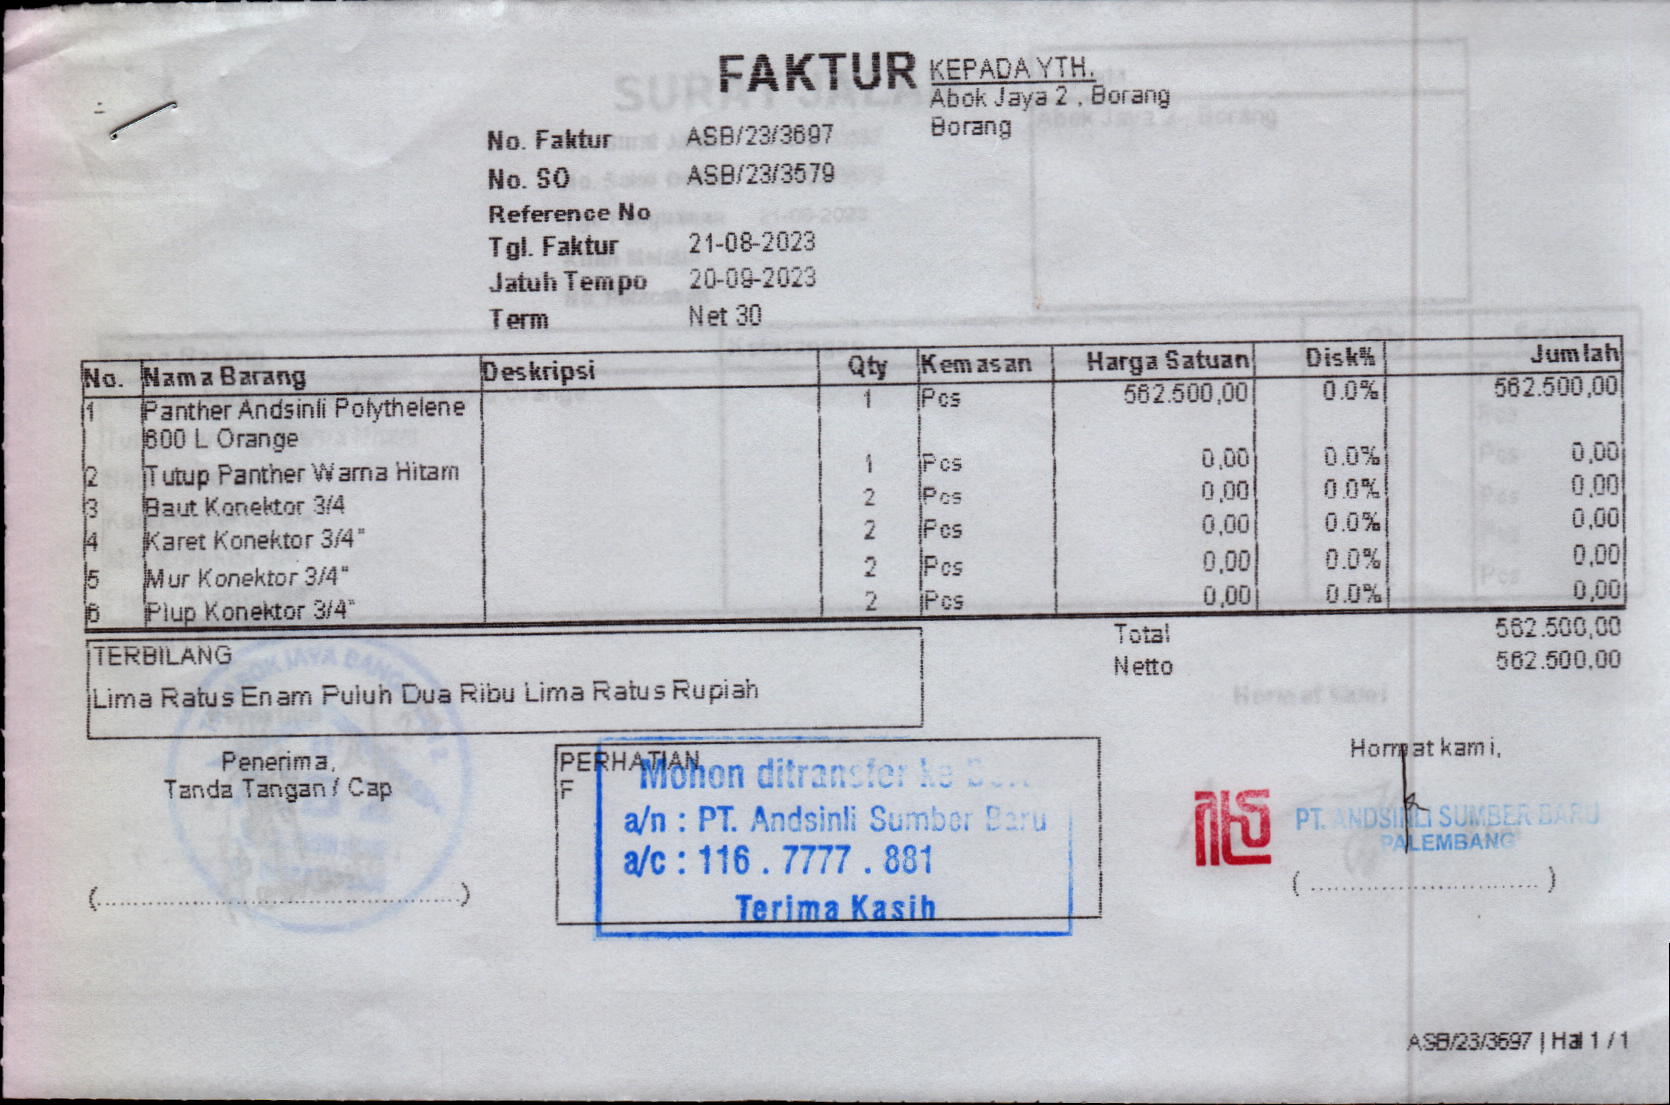 FAKTUR
KEPADA YTH.
Abok Jaya 2 , Borang
Borang
No. Faktur ASB/23/3697
No. SO ASB/23/3579
Reference No
Tgl. Faktur 21-08-2023
Jatuh Tempo 20-09-2023
Term Net 30
No. Nama Barang Deskripsi Qty Kemasan Harga Satuan Disk% Jumlah
1 Panther Andsinli Polythelene 1 Pcs 562.500,00 0.0% 562.500,00
600 L Orange
2 Tutup Panther Warna Hitam 1 Pcs 0,00 0.0% 0,00
3 Baut Konektor 3/4 2 Pcs 0,00 0.0% 0,00
4 Karet Konektor 3/4" 2 Pcs 0,00 0.0% 0,00
5 Mur Konektor 3/4" 2 Pcs 0,00 0.0% 0,00
6 Plup Konektor 3/4" 2 Pcs 0,00 0.0% 0,00
Total 562.500,00
Netto 562.500,00
TERBILANG
Lima Ratus Enam Puluh Dua Ribu Lima Ratus Rupiah
Penerima,
Tanda Tangan / Cap
(................................................)
PERHATIAN
F
Mohon ditransfer ke
a/n : PT. Andsinli Sumber Baru
a/c : 116 . 7777 . 881
Terima Kasih
Hormat kami,
PT. ANDSINLI SUMBER BARU
PALEMBANG
( .............................. )
ASB/23/3697 | Hal 1 / 1